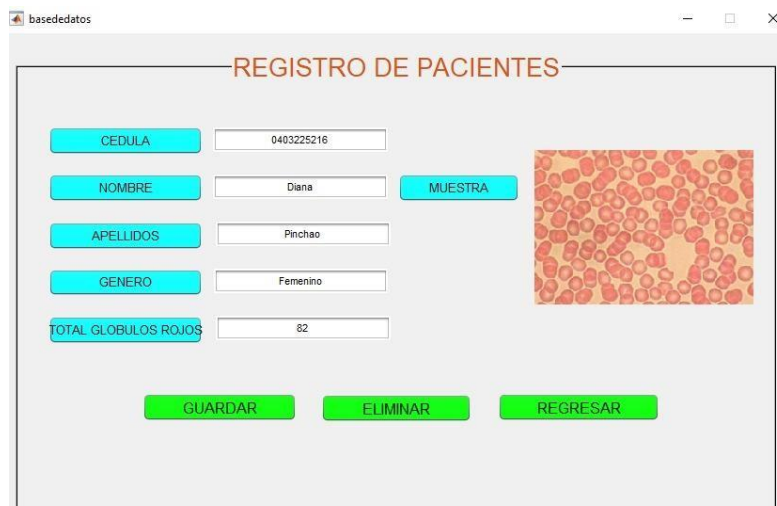 basededatos
REGISTRO DE PACIENTES
CEDULA 0403225216
NOMBRE Diana MUESTRA
APELLIDOS Pinchao
GENERO Femenino
TOTAL GLOBULOS ROJOS 82
GUARDAR ELIMINAR REGRESAR